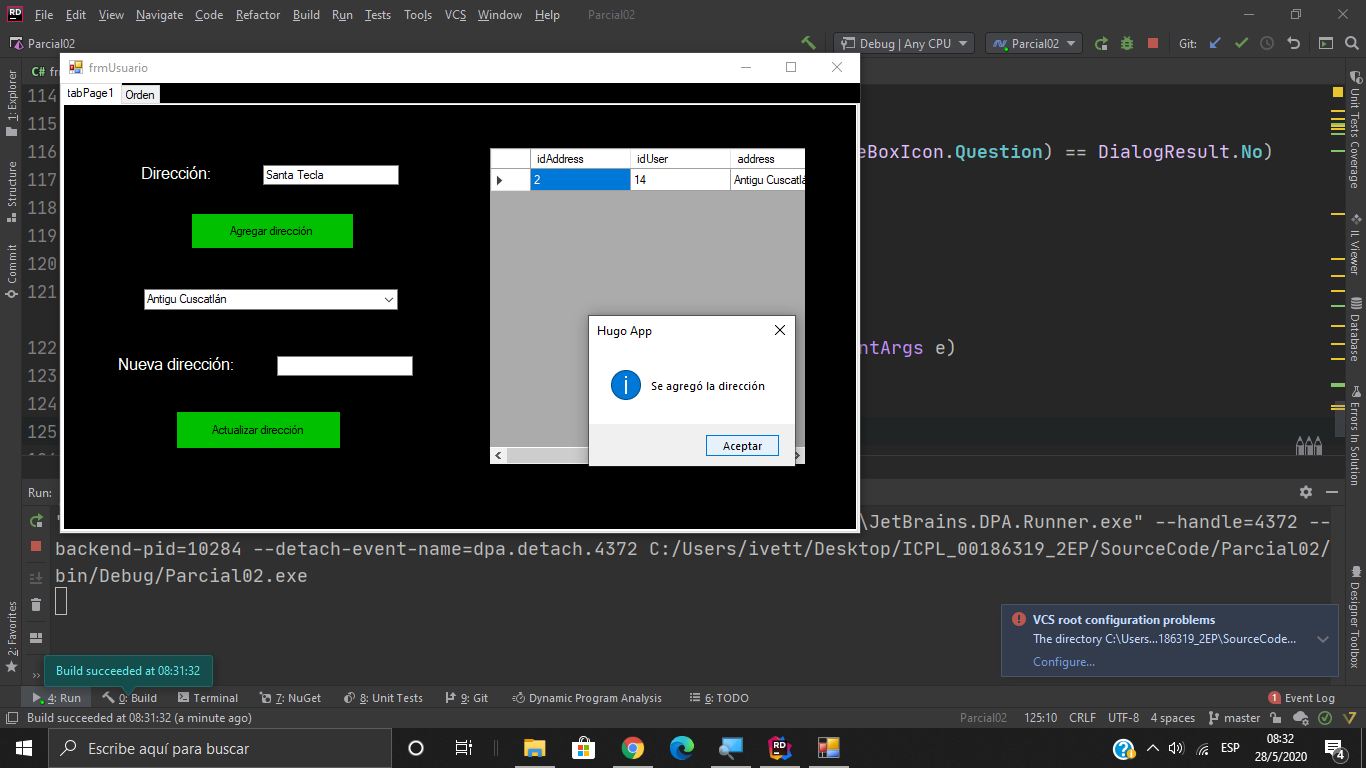 File Edit View Navigate Code Refactor Build Run Tests Tools VCS Window Help Parcial02
Parcial02
Debug | Any CPU
Parcial02
Git:
C#
frmUsuario
tabPage1
Orden
Dirección:
Santa Tecla
Agregar dirección
Antigu Cuscatlán
Nueva dirección:
Actualizar dirección
idAddress idUser address
2 14 Antigu Cuscatlá
Hugo App
Se agregó la dirección
Aceptar
114
115
116
eBoxIcon.Question) == DialogResult.No)
117
118
119
120
121
122
ntArgs e)
123
124
125
1: Explorer
Structure
Commit
2: Favorites
Unit Tests Coverage
IL Viewer
Database
Errors In Solution
Designer Toolbox
Run:
\JetBrains.DPA.Runner.exe" --handle=4372 --
backend-pid=10284 --detach-event-name=dpa.detach.4372 C:/Users/ivett/Desktop/ICPL_00186319_2EP/SourceCode/Parcial02/
bin/Debug/Parcial02.exe
VCS root configuration problems
The directory C:\Users...186319_2EP\SourceCode...
Configure...
Build succeeded at 08:31:32
4: Run 0: Build Terminal 7: NuGet 8: Unit Tests 9: Git Dynamic Program Analysis 6: TODO 1 Event Log
Build succeeded at 08:31:32 (a minute ago)
Parcial02 125:10 CRLF UTF-8 4 spaces master
Escribe aquí para buscar
ESP
08:32
28/5/2020
4